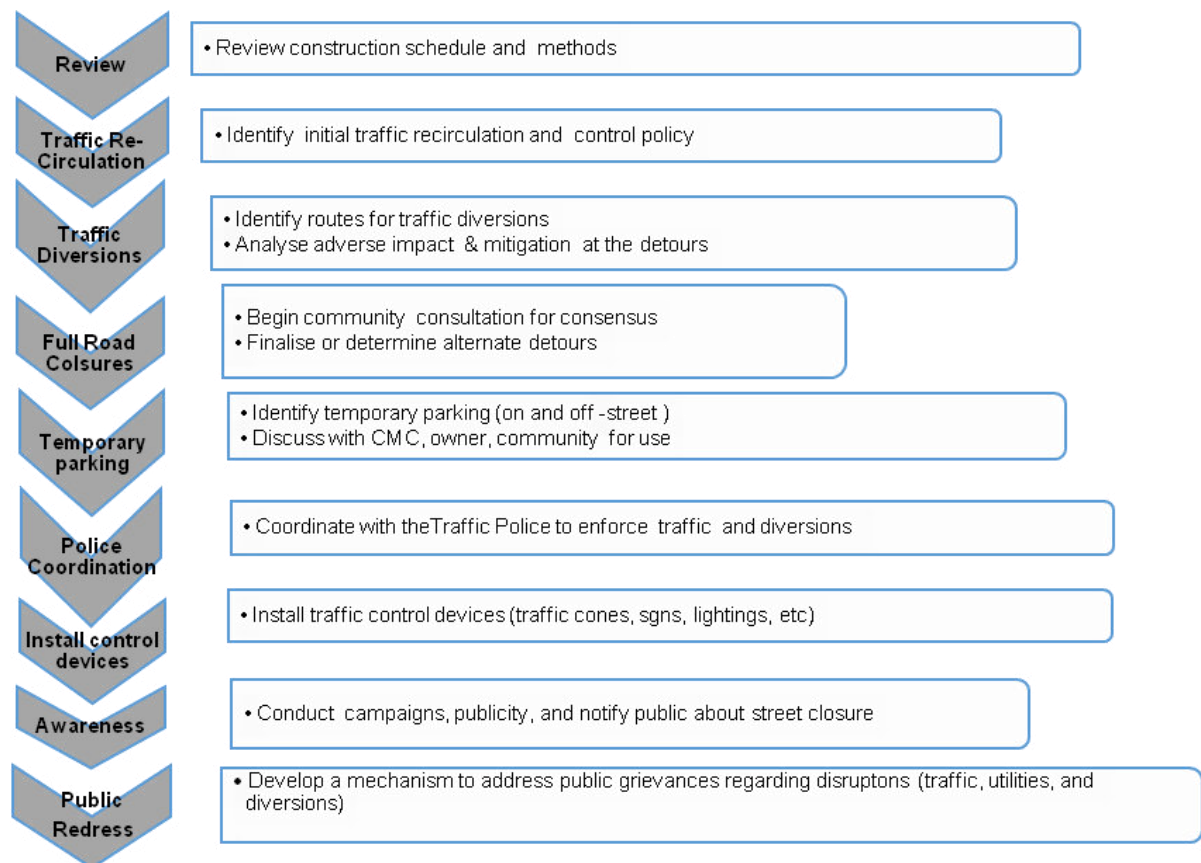 Review
• Review construction schedule and methods
Traffic Re-
Circulation
• Identify initial traffic recirculation and control policy
Traffic
Diversions
• Identify routes for traffic diversions
• Analyse adverse impact & mitigation at the detours
Full Road
Colsures
• Begin community consultation for consensus
• Finalise or determine alternate detours
Temporary
parking
• Identify temporary parking (on and off -street )
• Discuss with CMC, owner, community for use
Police
Coordination
• Coordinate with theTraffic Police to enforce traffic and diversions
Install control
devices
• Install traffic control devices (traffic cones, sgns, lightings, etc)
Awareness
• Conduct campaigns, publicity, and notify public about street closure
Public
Redress
• Develop a mechanism to address public grievances regarding disruptons (traffic, utilities, and
diversions)